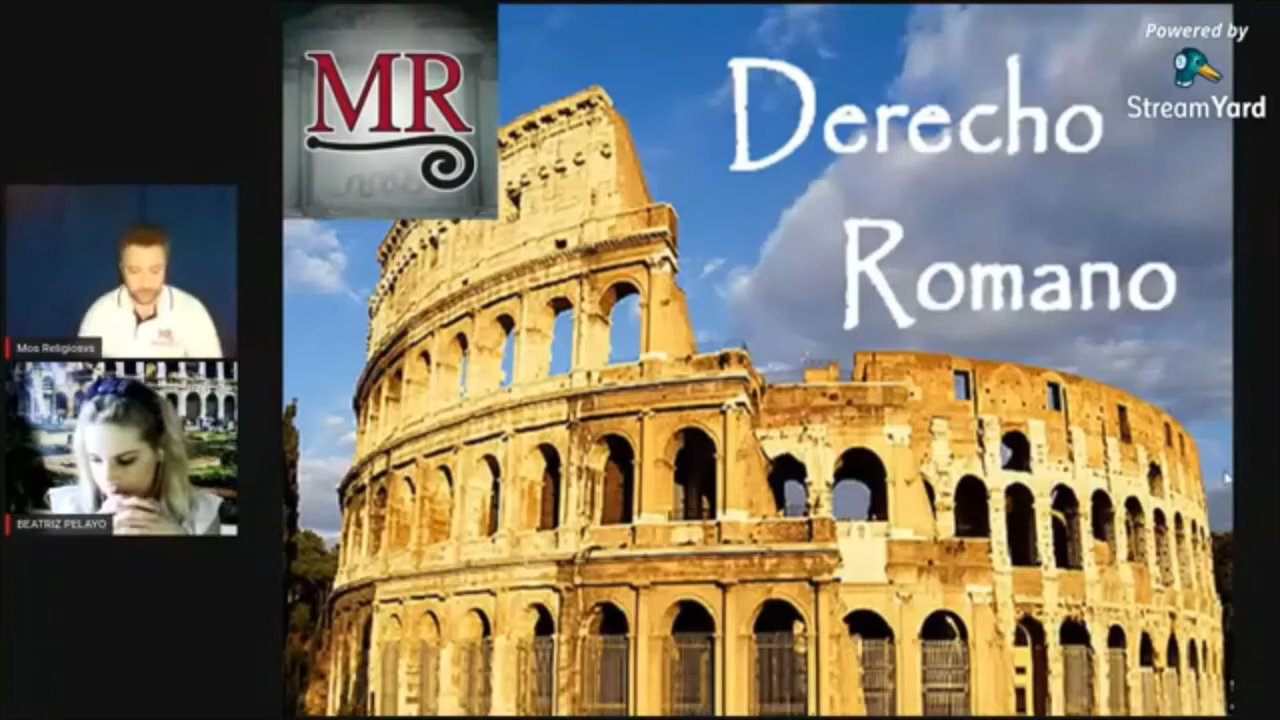 MR
Derecho
Romano
Powered by
StreamYard
Mos Religiosvs
BEATRIZ PELAYO